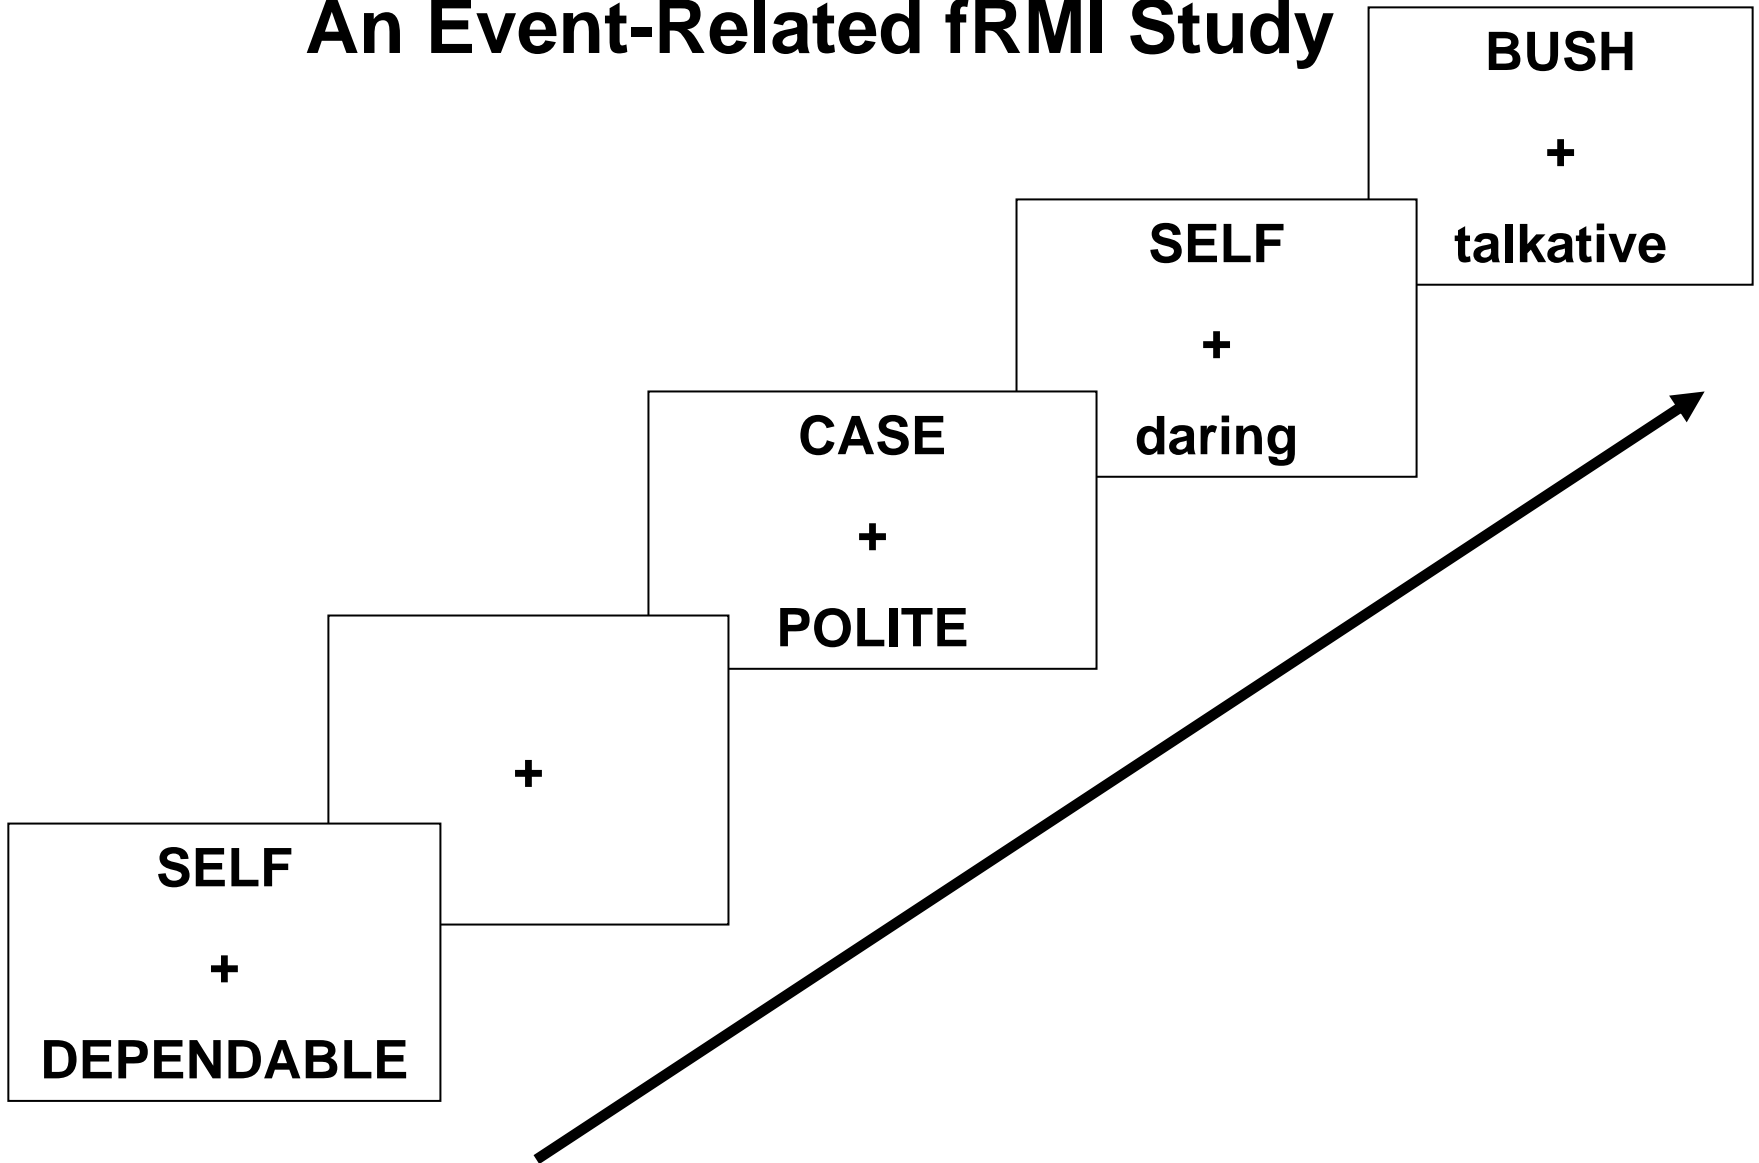 An Event-Related fRMI Study
BUSH
+
talkative
SELF
+
daring
CASE
+
POLITE
+
SELF
+
DEPENDABLE